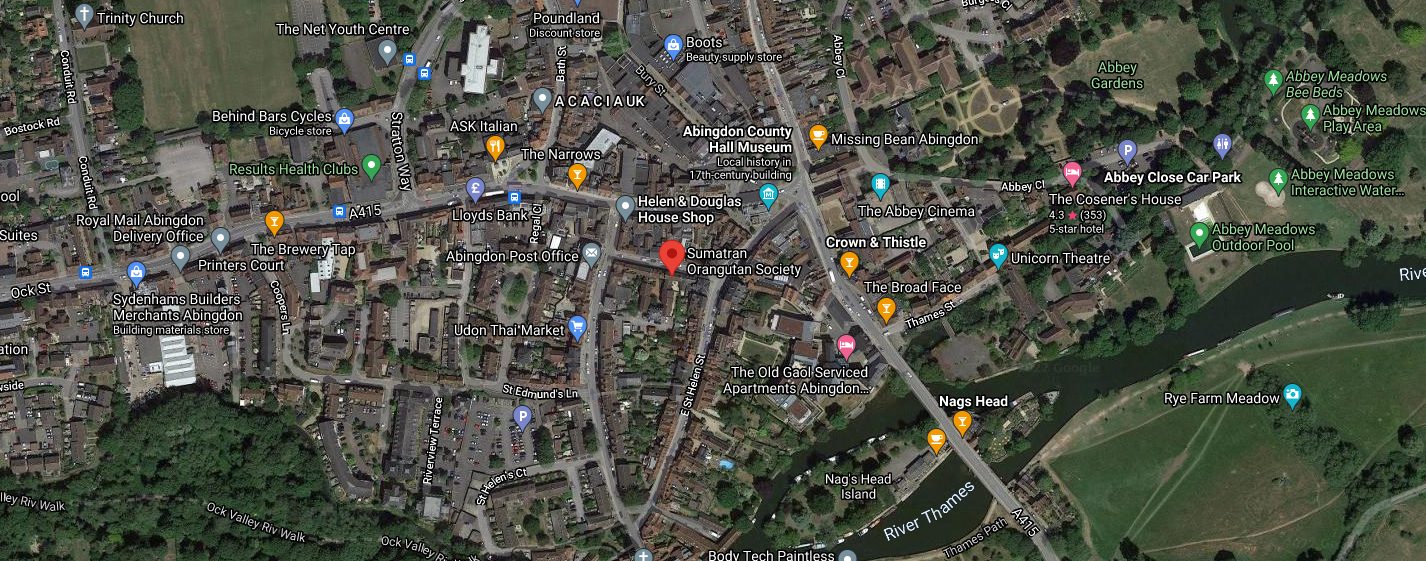 Trinity Church
The Net Youth Centre
Poundland
Discount store
Boots
Beauty supply store
Burgess Cl
Abbey Cl
Abbey
Gardens
Abbey Meadows
Bee Beds
Abbey Meadows
Play Area
Conduit Rd
Bath St
Bury St
A C A C I A UK
Behind Bars Cycles
Bicycle store
Bostock Rd
Stratton Way
ASK Italian
Abingdon County
Hall Museum
Local history in
17th-century building
Missing Bean Abingdon
The Narrows
Results Health Clubs
Conduit Rd
Abbey Cl
Abbey Close Car Park
Abbey Meadows
Interactive Water...
ool
A415
Lloyds Bank
Regal Cl
Helen & Douglas
House Shop
The Abbey Cinema
The Cosener's House
4.3 ★ (353)
5-star hotel
Royal Mail Abingdon
Delivery Office
Suites
The Brewery Tap
Printers Court
Abingdon Post Office
Sumatran
Orangutan Society
Crown & Thistle
Unicorn Theatre
Abbey Meadows
Outdoor Pool
Ock St
Coopers Ln
Sydenhams Builders
Merchants Abingdon
Building materials store
The Broad Face
Thames St
Udon Thai Market
ation
The Old Gaol Serviced
Apartments Abingdon...
E St Helen St
St Edmund's Ln
Nags Head
Rye Farm Meadow
Riverview Terrace
St Helen's Ct
Nag's Head
Island
River Thames
A415
Thames Path
Ock Valley Riv Walk
Body Tech Paintless